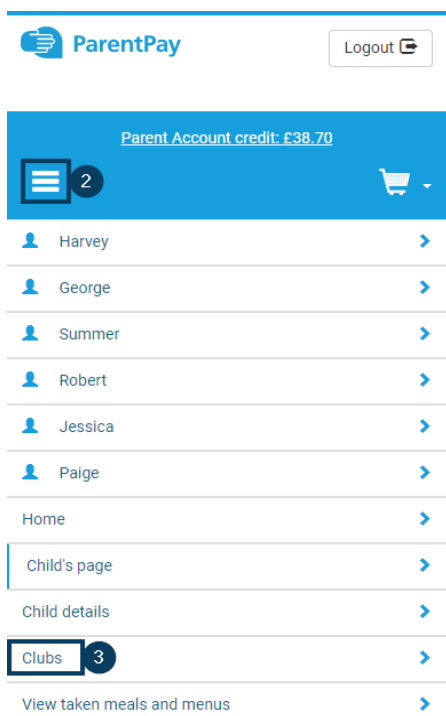 ParentPay
Logout
Parent Account credit: £38.70
2
Harvey
George
Summer
Robert
Jessica
Paige
Home
Child's page
Child details
Clubs 3
View taken meals and menus